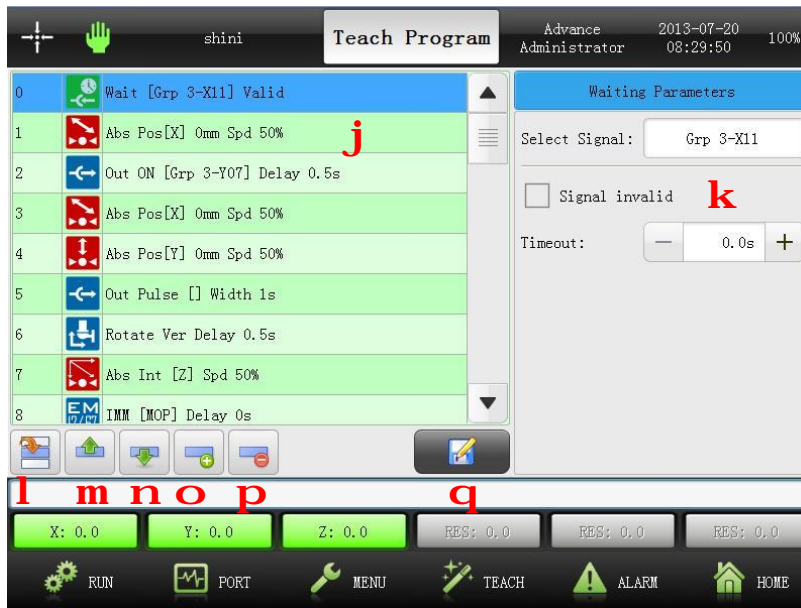 shini Teach Program Advance Administrator 2013-07-20 08:29:50 100%
0 Wait [Grp 3-X11] Valid
1 Abs Pos[X] 0mm Spd 50%
j
2 Out ON [Grp 3-Y07] Delay 0.5s
3 Abs Pos[X] 0mm Spd 50%
4 Abs Pos[Y] 0mm Spd 50%
5 Out Pulse [] Width 1s
6 Rotate Ver Delay 0.5s
7 Abs Int [Z] Spd 50%
8 EM IMM [MOP] Delay 0s
Waiting Parameters
Select Signal: Grp 3-X11
Signal invalid k
Timeout: − 0.0s +
l m n o p q
X: 0.0 Y: 0.0 Z: 0.0 RES: 0.0 RES: 0.0 RES: 0.0
RUN PORT MENU TEACH ALARM HOME